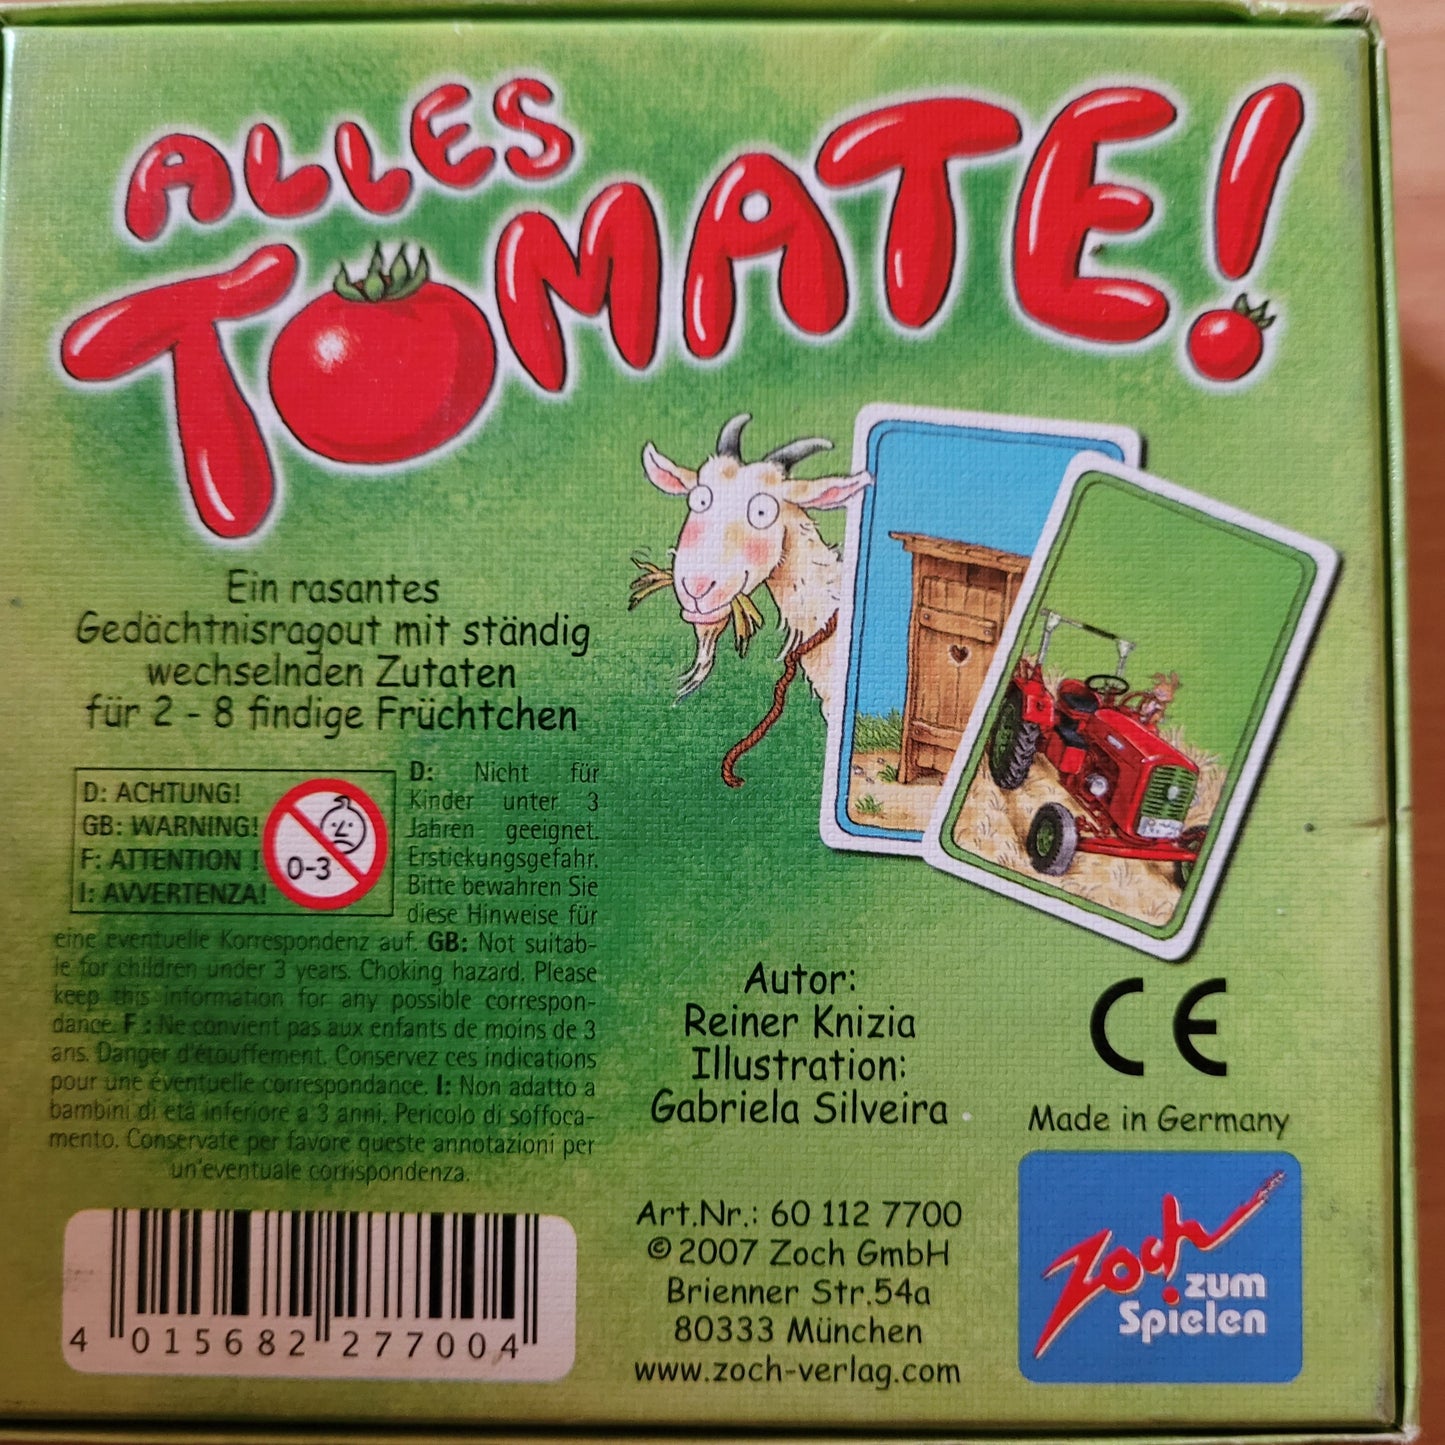 ALLES
TOMATE!
Ein rasantes
Gedächtnisragout mit ständig
wechselnden Zutaten
für 2 - 8 findige Früchtchen
D: ACHTUNG!
GB: WARNING!
F: ATTENTION !
I: AVVERTENZA!
0-3
D: Nicht für
Kinder unter 3
Jahren geeignet.
Erstickungsgefahr.
Bitte bewahren Sie
diese Hinweise für
eine eventuelle Korrespondenz auf. GB: Not suitab-
le for children under 3 years. Choking hazard. Please
keep this information for any possible correspon-
dance. F : Ne convient pas aux enfants de moins de 3
ans. Danger d'étouffement. Conservez ces indications
pour une éventuelle correspondance. I: Non adatto a
bambini di età inferiore a 3 anni. Pericolo di soffoca-
mento. Conservate per favore queste annotazioni per
un'eventuale corrispondenza.
4 015682 277004
Autor:
Reiner Knizia
Illustration:
Gabriela Silveira
Art.Nr.: 60 112 7700
© 2007 Zoch GmbH
Brienner Str.54a
80333 München
www.zoch-verlag.com
CE
Made in Germany
Zoch
zum
Spielen